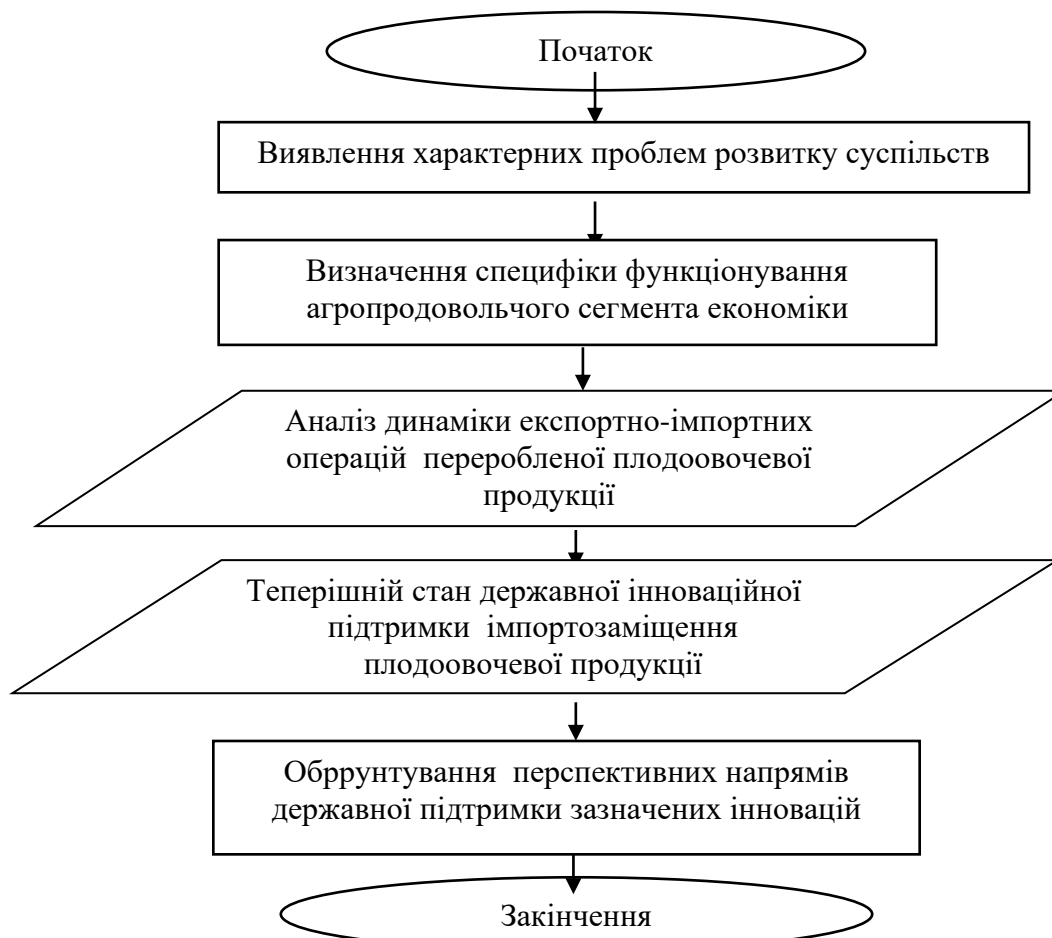 Початок
Виявлення характерних проблем розвитку суспільств
Визначення специфіки функціонування
агропродовольчого сегмента економіки
Аналіз динаміки експортно-імпортних
операцій переробленої плодоовочевої
продукції
Теперішній стан державної інноваційної
підтримки імпортозаміщення
плодоовочевої продукції
Обррунтування перспективних напрямів
державної підтримки зазначених інновацій
Закінчення